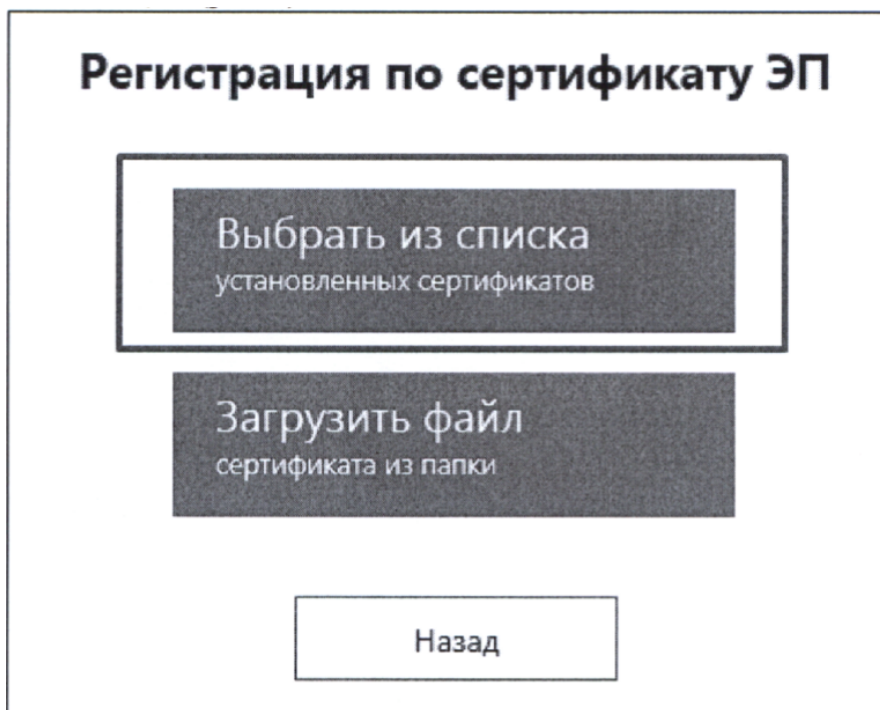 Регистрация по сертификату ЭП
Выбрать из списка
установленных сертификатов
Загрузить файл
сертификата из папки
Назад